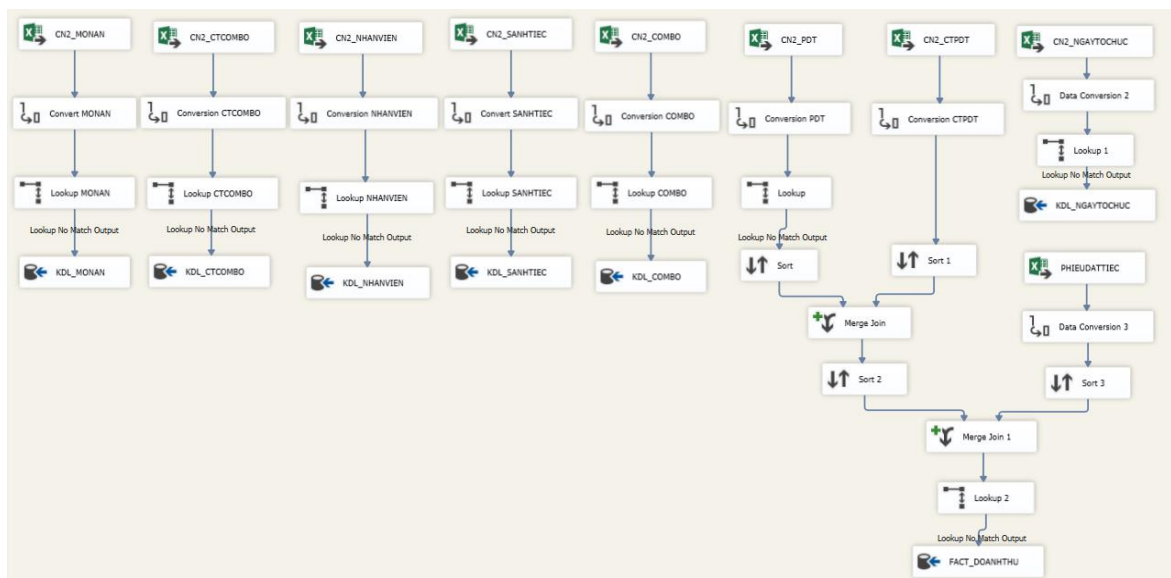 CN2_MONAN
CN2_CTCOMBO
CN2_NHANVIEN
CN2_SANHTIEC
CN2_COMBO
CN2_PDT
CN2_CTPDT
CN2_NGAYTOCHUC
Convert MONAN
Conversion CTCOMBO
Conversion NHANVIEN
Convert SANHTIEC
Conversion COMBO
Conversion PDT
Conversion CTPDT
Data Conversion 2
Lookup 1
Lookup No Match Output
KDL_NGAYTOCHUC
Lookup MONAN
Lookup CTCOMBO
Lookup NHANVIEN
Lookup SANHTIEC
Lookup COMBO
Lookup
Lookup No Match Output
Lookup No Match Output
Lookup No Match Output
Lookup No Match Output
Lookup No Match Output
Lookup No Match Output
KDL_MONAN
KDL_CTCOMBO
KDL_NHANVIEN
KDL_SANHTIEC
KDL_COMBO
Sort
Sort 1
PHIEUDATTIEC
Merge Join
Data Conversion 3
Sort 2
Sort 3
Merge Join 1
Lookup 2
Lookup No Match Output
FACT_DOANHTHU